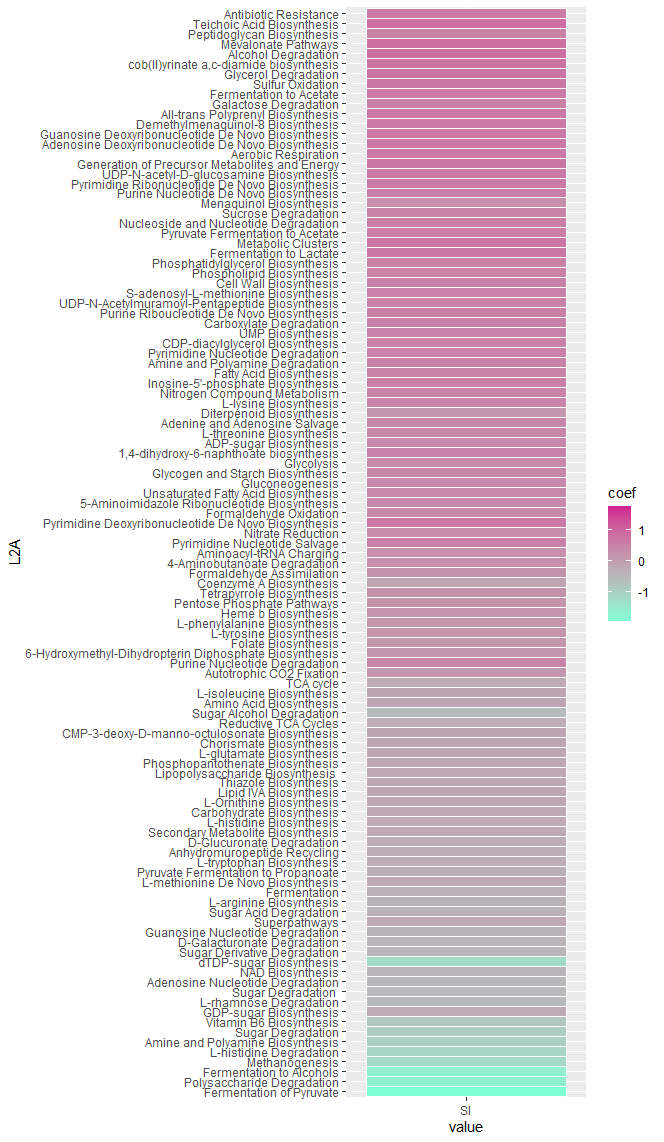 Antibiotic Resistance
Teichoic Acid Biosynthesis
Peptidoglycan Biosynthesis
Mevalonate Pathways
Alcohol Degradation
cob(II)yrinate a,c-diamide biosynthesis
Glycerol Degradation
Sulfur Oxidation
Fermentation to Acetate
Galactose Degradation
All-trans Polyprenyl Biosynthesis
Demethylmenaquinol-8 Biosynthesis
Guanosine Deoxyribonucleotide De Novo Biosynthesis
Adenosine Deoxyribonucleotide De Novo Biosynthesis
Aerobic Respiration
Generation of Precursor Metabolites and Energy
UDP-N-acetyl-D-glucosamine Biosynthesis
Pyrimidine Ribonucleotide De Novo Biosynthesis
Purine Nucleotide De Novo Biosynthesis
Menaquinol Biosynthesis
Sucrose Degradation
Nucleoside and Nucleotide Degradation
Pyruvate Fermentation to Acetate
Metabolic Clusters
Fermentation to Lactate
Phosphatidylglycerol Biosynthesis
Phospholipid Biosynthesis
Cell Wall Biosynthesis
S-adenosyl-L-methionine Biosynthesis
UDP-N-Acetylmuramoyl-Pentapeptide Biosynthesis
Purine Riboucleotide De Novo Biosynthesis
Carboxylate Degradation
UMP Biosynthesis
CDP-diacylglycerol Biosynthesis
Pyrimidine Nucleotide Degradation
Amine and Polyamine Degradation
Fatty Acid Biosynthesis
Inosine-5'-phosphate Biosynthesis
Nitrogen Compound Metabolism
L-lysine Biosynthesis
Diterpenoid Biosynthesis
Adenine and Adenosine Salvage
L-threonine Biosynthesis
ADP-sugar Biosynthesis
1,4-dihydroxy-6-naphthoate biosynthesis
Glycolysis
Glycogen and Starch Biosynthesis
Gluconeogenesis
Unsaturated Fatty Acid Biosynthesis
5-Aminoimidazole Ribonucleotide Biosynthesis
Formaldehyde Oxidation
Pyrimidine Deoxyribonucleotide De Novo Biosynthesis
Nitrate Reduction
Pyrimidine Nucleotide Salvage
Aminoacyl-tRNA Charging
4-Aminobutanoate Degradation
Formaldehyde Assimilation
Coenzyme A Biosynthesis
Tetrapyrrole Biosynthesis
Pentose Phosphate Pathways
Heme b Biosynthesis
L-phenylalanine Biosynthesis
L-tyrosine Biosynthesis
Folate Biosynthesis
6-Hydroxymethyl-Dihydropterin Diphosphate Biosynthesis
Purine Nucleotide Degradation
Autotrophic CO2 Fixation
TCA cycle
L-isoleucine Biosynthesis
Amino Acid Biosynthesis
Sugar Alcohol Degradation
Reductive TCA Cycles
CMP-3-deoxy-D-manno-octulosonate Biosynthesis
Chorismate Biosynthesis
L-glutamate Biosynthesis
Phosphopantothenate Biosynthesis
Lipopolysaccharide Biosynthesis
Thiazole Biosynthesis
Lipid IVA Biosynthesis
L-Ornithine Biosynthesis
Carbohydrate Biosynthesis
L-histidine Biosynthesis
Secondary Metabolite Biosynthesis
D-Glucuronate Degradation
Anhydromuropeptide Recycling
L-tryptophan Biosynthesis
Pyruvate Fermentation to Propanoate
L-methionine De Novo Biosynthesis
Fermentation
L-arginine Biosynthesis
Sugar Acid Degradation
Superpathways
Guanosine Nucleotide Degradation
D-Galacturonate Degradation
Sugar Derivative Degradation
dTDP-sugar Biosynthesis
NAD Biosynthesis
Adenosine Nucleotide Degradation
Sugar Degradation
L-rhamnose Degradation
GDP-sugar Biosynthesis
Vitamin B6 Biosynthesis
Sugar Degradation
Amine and Polyamine Biosynthesis
L-histidine Degradation
Methanogenesis
Fermentation to Alcohols
Polysaccharide Degradation
Fermentation of Pyruvate
L2A
SI
value
coef
1
0
-1